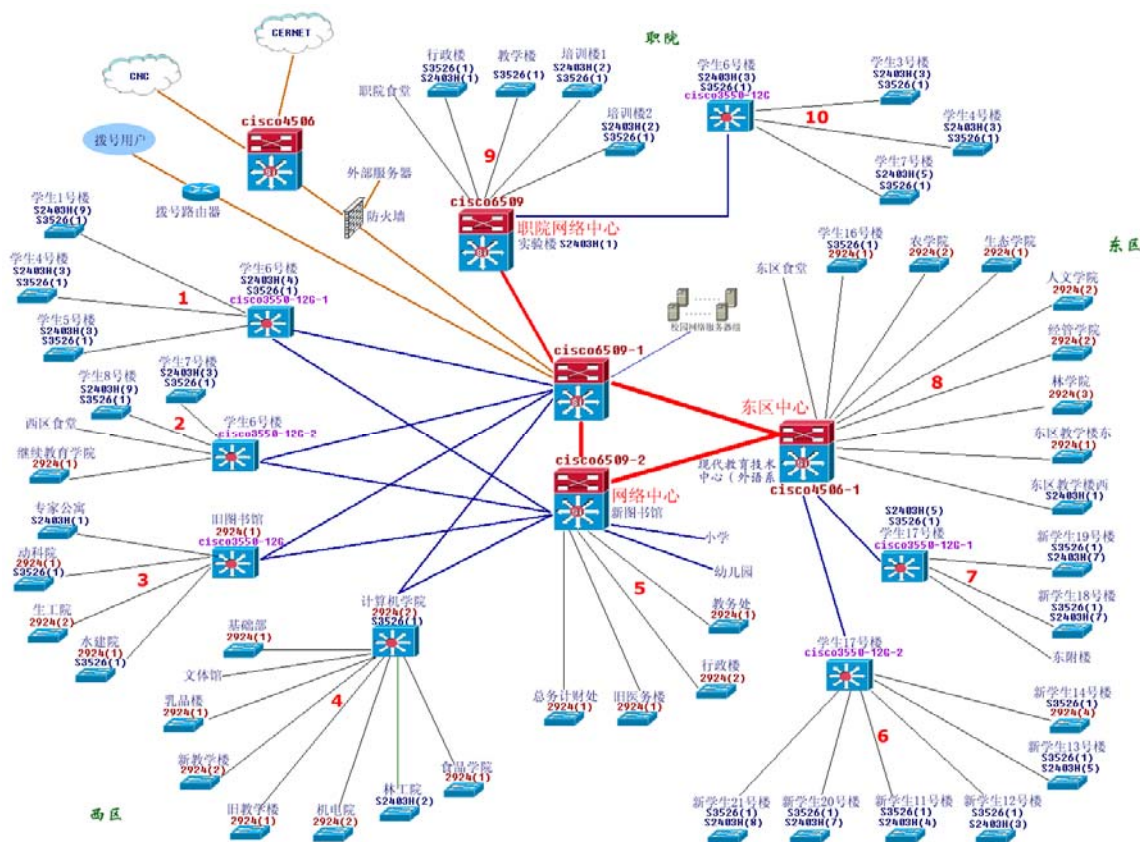 CERNET
CNC
cisco4506
拨号用户
拨号路由器
外部服务器
防火墙
职院
行政楼
S3526(1)
S2403H(1)
教学楼
S3526(1)
培训楼1
S2403H(2)
S3526(1)
职院食堂
培训楼2
S2403H(2)
S3526(1)
9
cisco6509
职院网络中心
实验楼 S2403H(1)
学生6号楼
S2403H(3)
S3526(1)
cisco3550-12G
10
学生3号楼
S2403H(3)
S3526(1)
学生4号楼
S2403H(3)
S3526(1)
学生7号楼
S2403H(5)
S3526(1)
学生1号楼
S2403H(9)
S3526(1)
学生4号楼
S2403H(3)
S3526(1)
学生5号楼
S2403H(3)
S3526(1)
1
学生6号楼
S2403H(4)
S3526(1)
cisco3550-12G-1
学生7号楼
S2403H(3)
S3526(1)
学生8号楼
S2403H(9)
S3526(1)
西区食堂
继续教育学院
2924(1)
2
学生6号楼
cisco3550-12G-2
专家公寓
S2403H(1)
动科院
2924(1)
S3526(1)
生工院
2924(2)
水建院
2924(1)
S3526(1)
3
旧图书馆
2924(1)
cisco3550-12G
校园网络服务器组
cisco6509-1
cisco6509-2
网络中心
新图书馆
小学
幼儿园
5
教务处
2924(1)
行政楼
2924(2)
旧医务楼
2924(1)
总务计财处
2924(1)
计算机学院
2924(2)
S3526(1)
基础部
2924(1)
文体馆
乳品楼
2924(1)
新教学楼
2924(2)
旧教学楼
2924(1)
机电院
2924(2)
林工院
S2403H(2)
食品学院
2924(1)
4
西区
东区
学生16号楼
S3526(1)
2924(1)
农学院
2924(2)
生态学院
2924(1)
东区食堂
人文学院
2924(2)
经管学院
2924(2)
8
林学院
2924(3)
东区教学楼东
2924(1)
东区教学楼西
S2403H(1)
东区中心
现代教育技术
中心（外语系
cisco4506-1
S2403H(5)
S3526(1)
学生17号楼
cisco3550-12G-1
新学生19号楼
S3526(1)
S2403H(7)
7
新学生18号楼
S3526(1)
S2403H(7)
东附楼
学生17号楼
cisco3550-12G-2
6
新学生14号楼
S3526(1)
2924(4)
新学生13号楼
S3526(1)
S2403H(5)
新学生21号楼
S3526(1)
S2403H(8)
新学生20号楼
S3526(1)
S2403H(7)
新学生11号楼
S3526(1)
S2403H(4)
新学生12号楼
S3526(1)
S2403H(3)